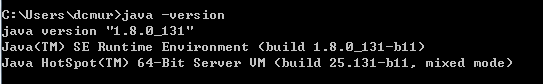 C:\Users\dcmur>java -version
java version "1.8.0_131"
Java(TM) SE Runtime Environment (build 1.8.0_131-b11)
Java HotSpot(TM) 64-Bit Server VM (build 25.131-b11, mixed mode)